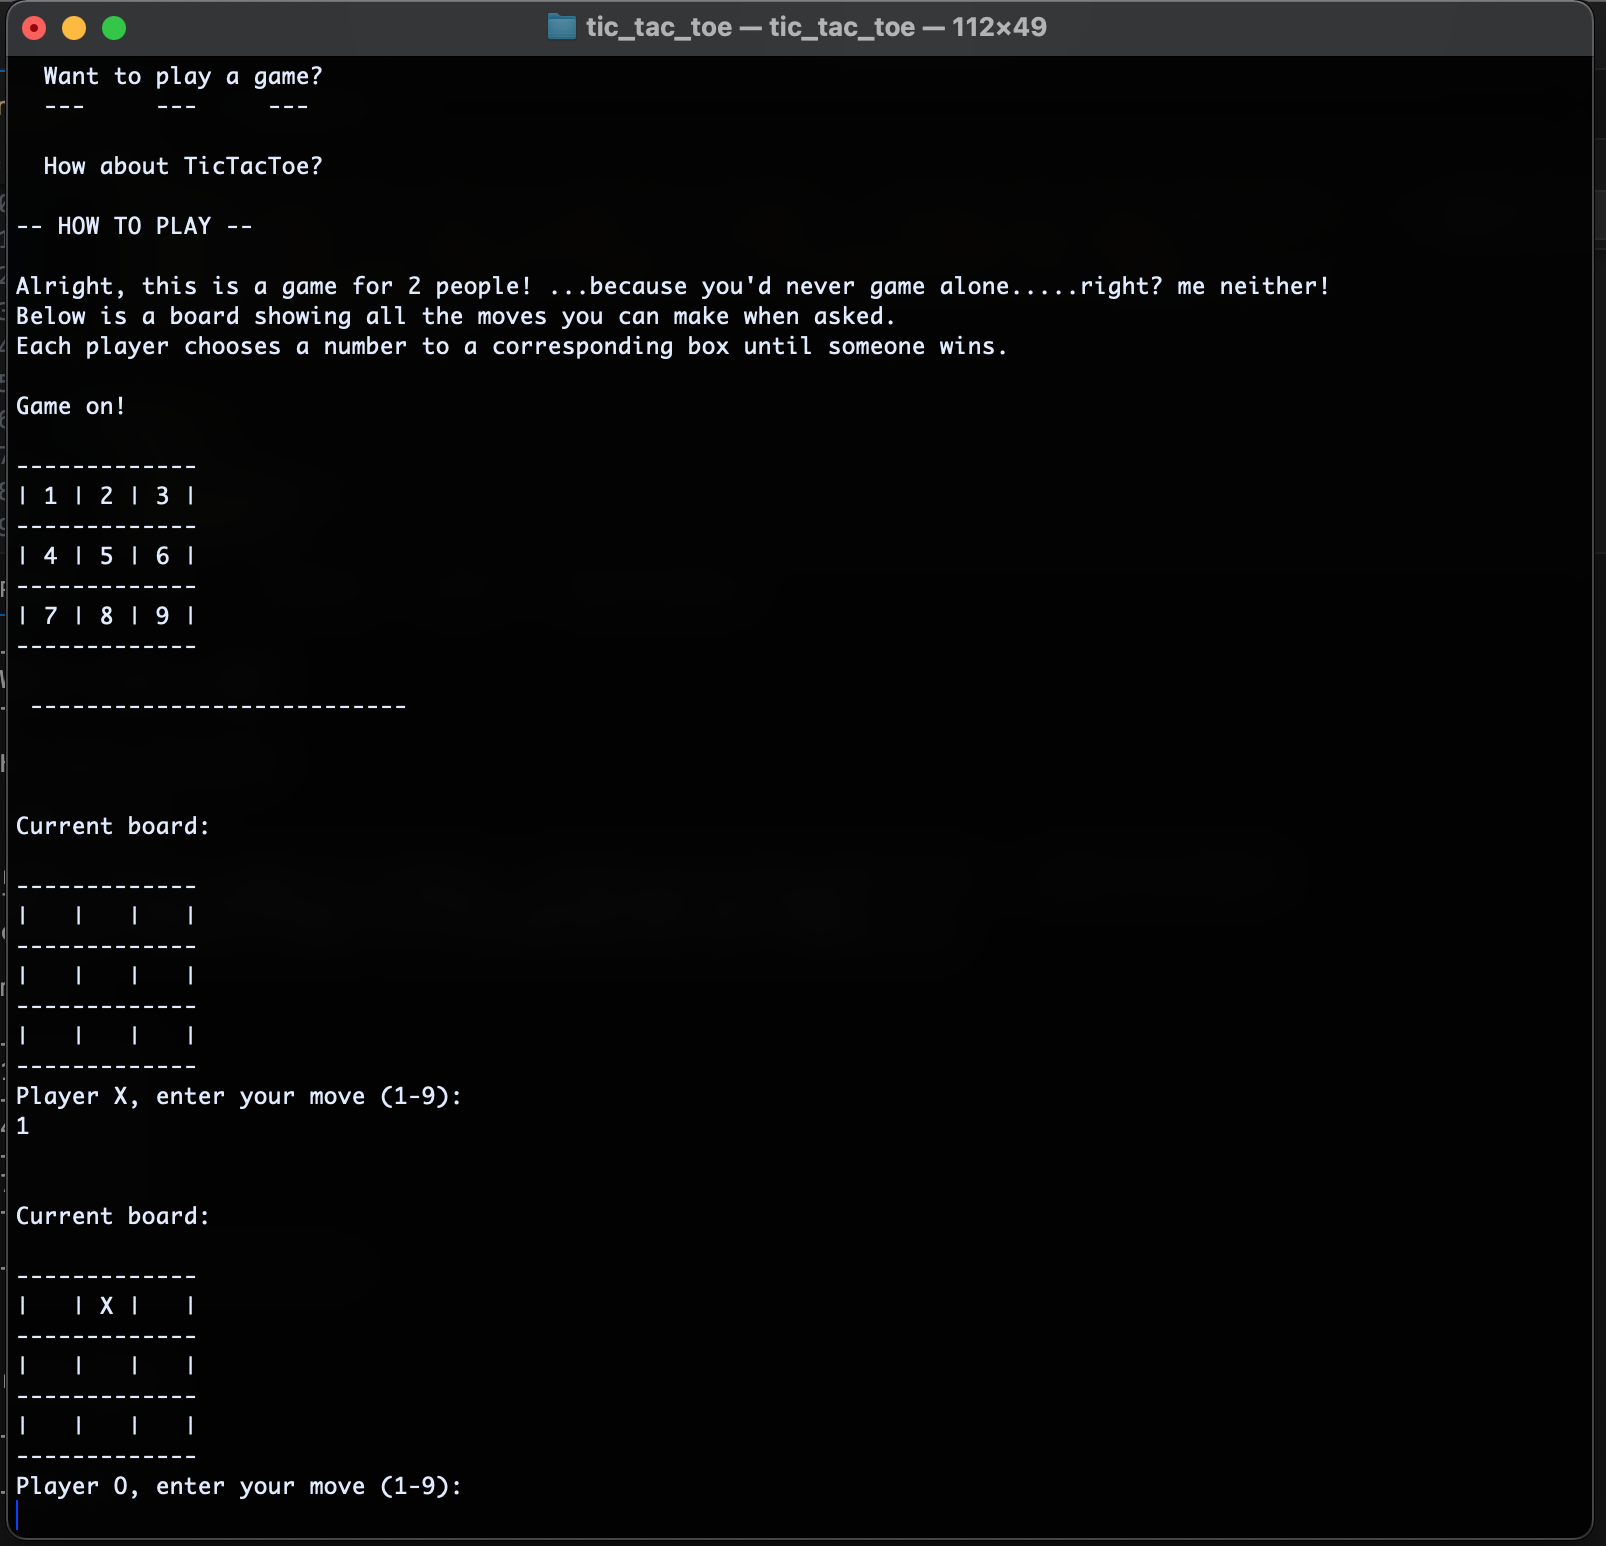 tic_tac_toe — tic_tac_toe — 112×49
Want to play a game?
---     ---     ---
How about TicTacToe?
-- HOW TO PLAY --
Alright, this is a game for 2 people! ...because you'd never game alone.....right? me neither!
Below is a board showing all the moves you can make when asked.
Each player chooses a number to a corresponding box until someone wins.
Game on!
-------------
| 1 | 2 | 3 |
-------------
| 4 | 5 | 6 |
-------------
| 7 | 8 | 9 |
-------------
---------------------------
Current board:
-------------
|   |   |   |
-------------
|   |   |   |
-------------
|   |   |   |
-------------
Player X, enter your move (1-9):
1
Current board:
-------------
|   | X |   |
-------------
|   |   |   |
-------------
|   |   |   |
-------------
Player O, enter your move (1-9):